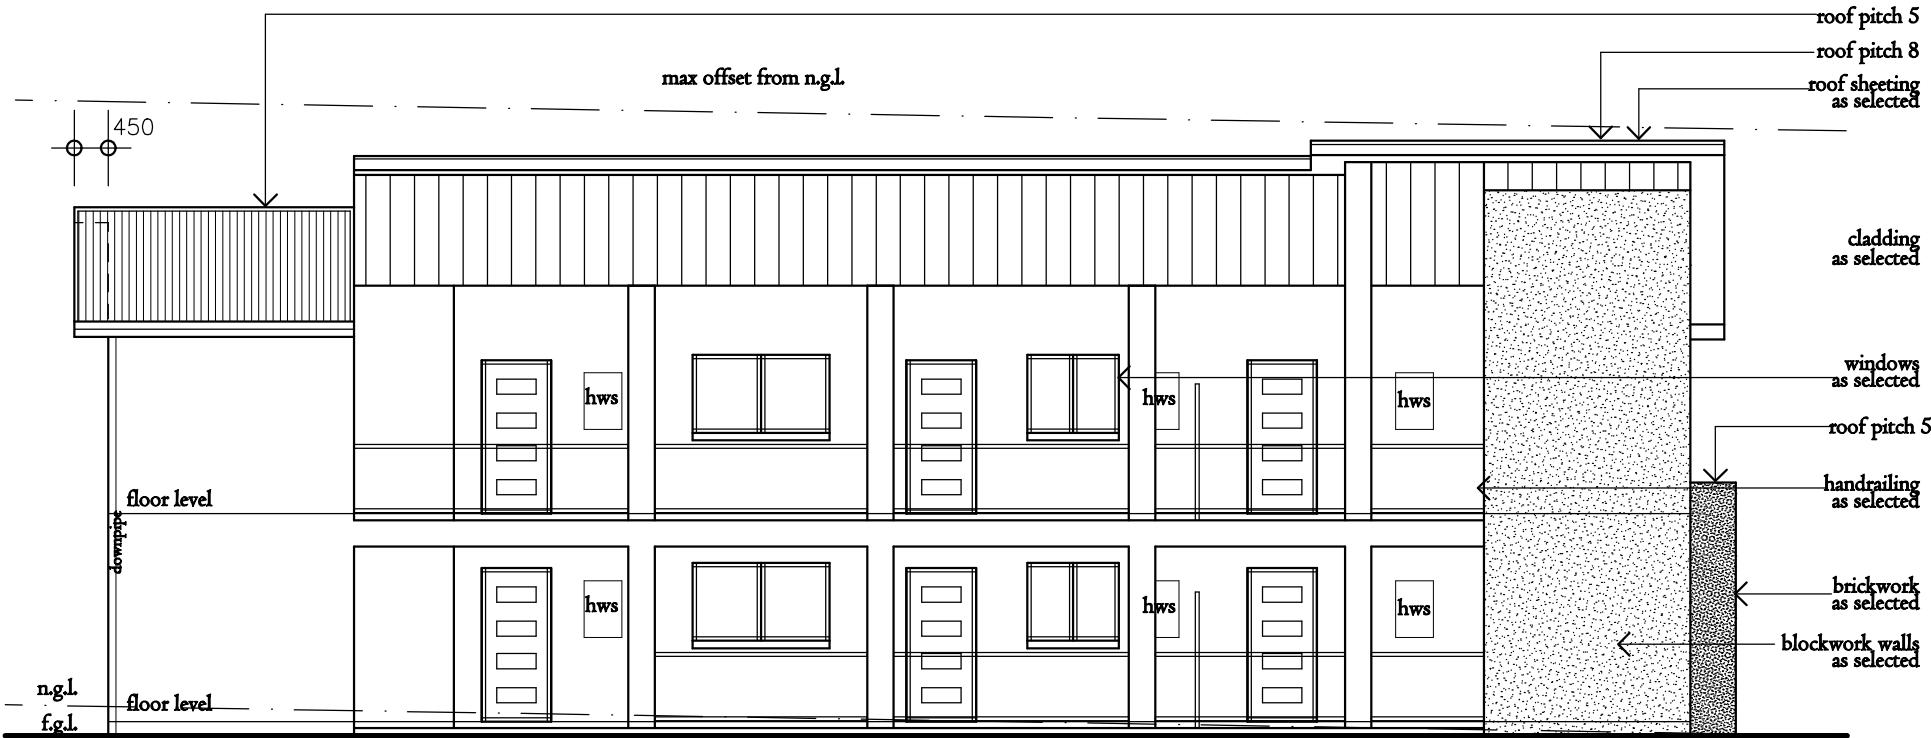 roof pitch 5
roof pitch 8
max offset from n.g.l.
roof sheeting
as selected
450
cladding
as selected
windows
as selected
hws
hws
hws
roof pitch 5
handrailing
as selected
floor level
downpipe
brickwork
as selected
hws
hws
hws
blockwork walls
as selected
n.g.l.
floor level
f.g.l.